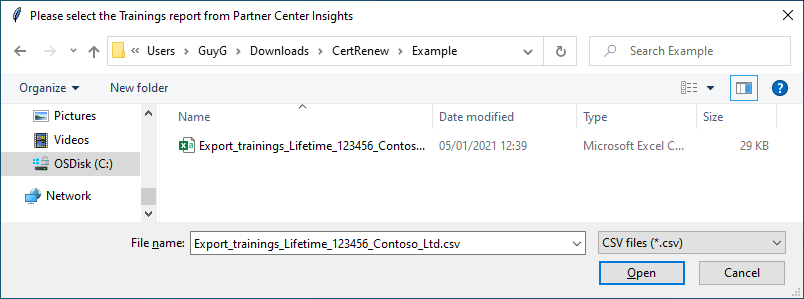 Please select the Trainings report from Partner Center Insights
« Users > GuyG > Downloads > CertRenew > Example
Search Example
Organize New folder
Name Date modified Type Size
Pictures
Videos
OSDisk (C:)
Network
Export_trainings_Lifetime_123456_Contos... 05/01/2021 12:39 Microsoft Excel C... 29 KB
File name: Export_trainings_Lifetime_123456_Contoso_Ltd.csv CSV files (*.csv)
Open Cancel